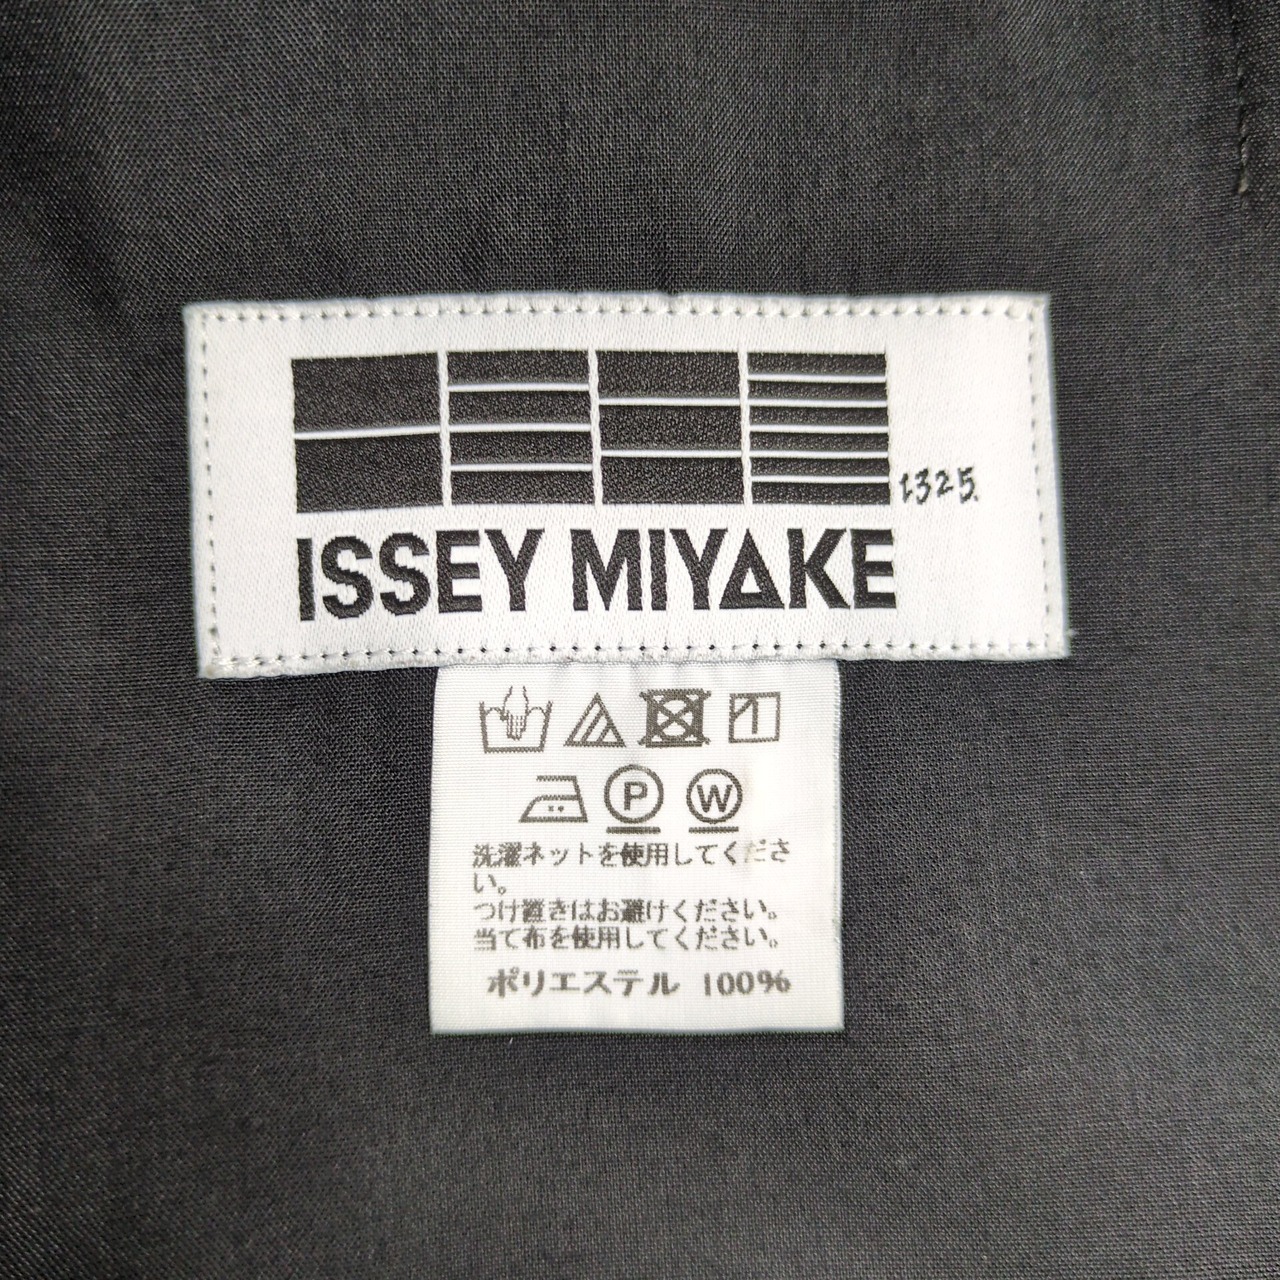 1325.
ISSEY MIYAKE
P W
洗濯ネットを使用してくださ
い。
つけ置きはお避けください。
当て布を使用してください。
ポリエステル 100%